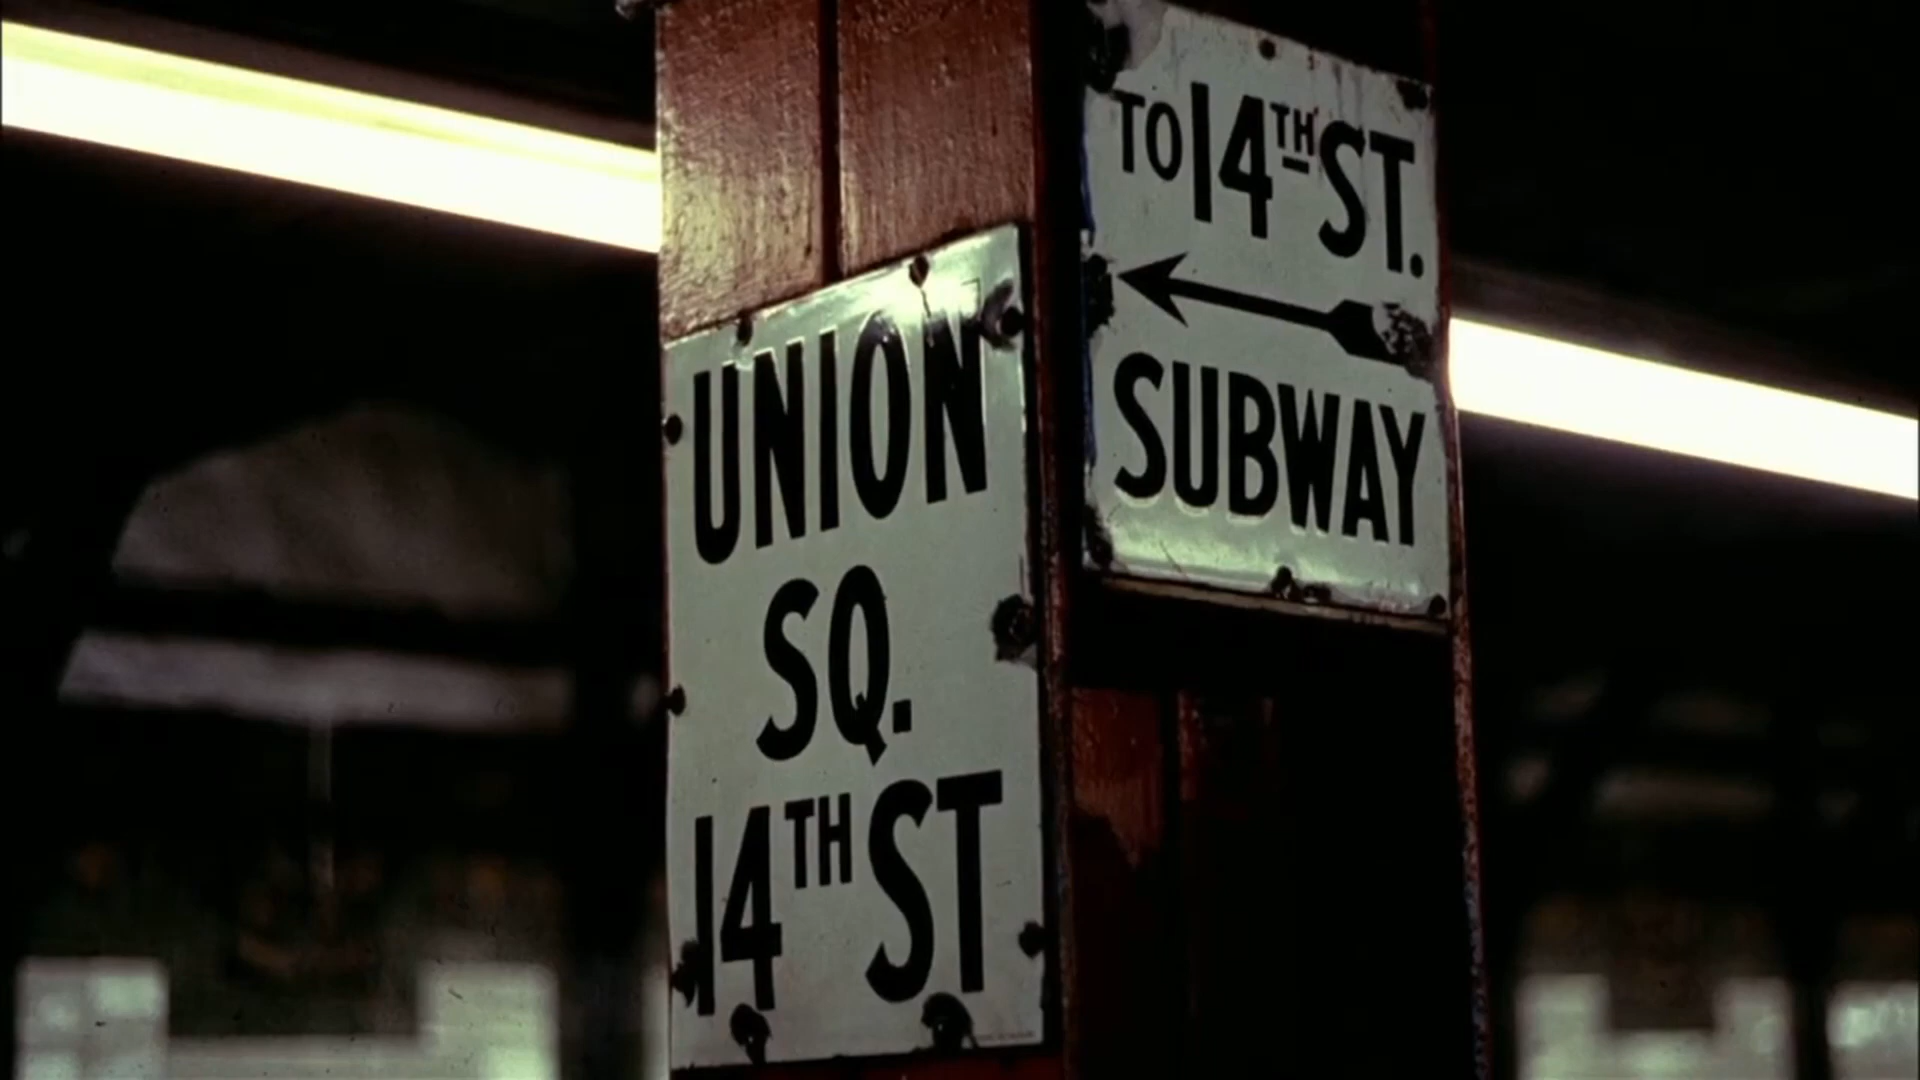 UNION
SQ.
14TH ST
TO 14TH ST.
SUBWAY